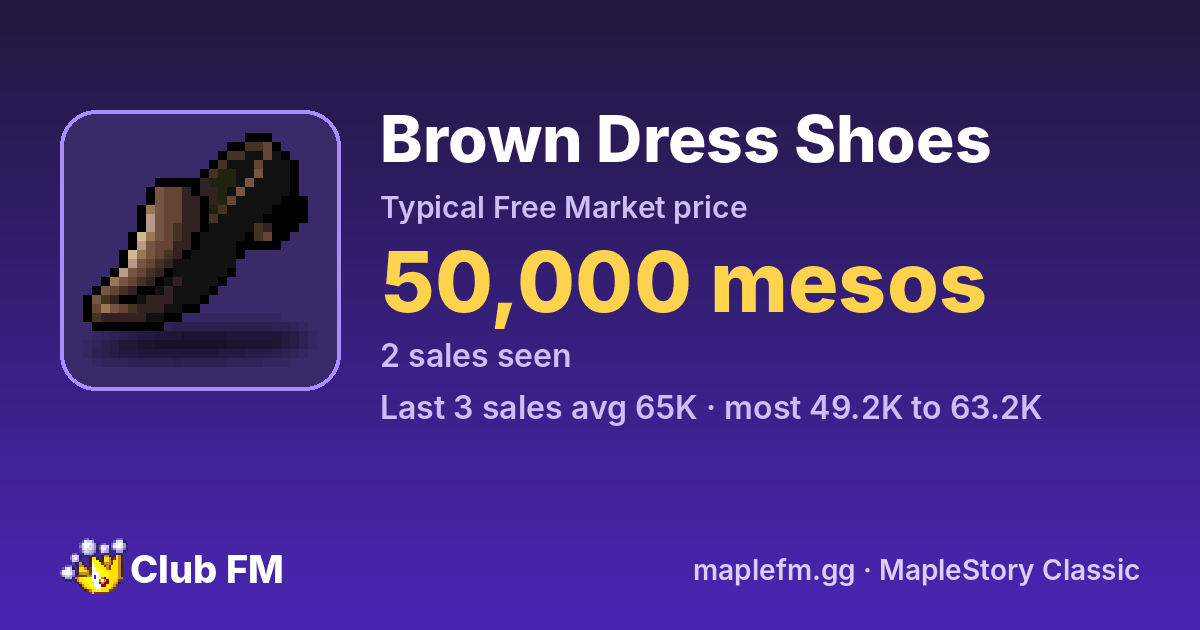 Brown Dress Shoes
Typical Free Market price
50,000 mesos
2 sales seen
Last 3 sales avg 65K · most 49.2K to 63.2K
Club FM
maplefm.gg · MapleStory Classic